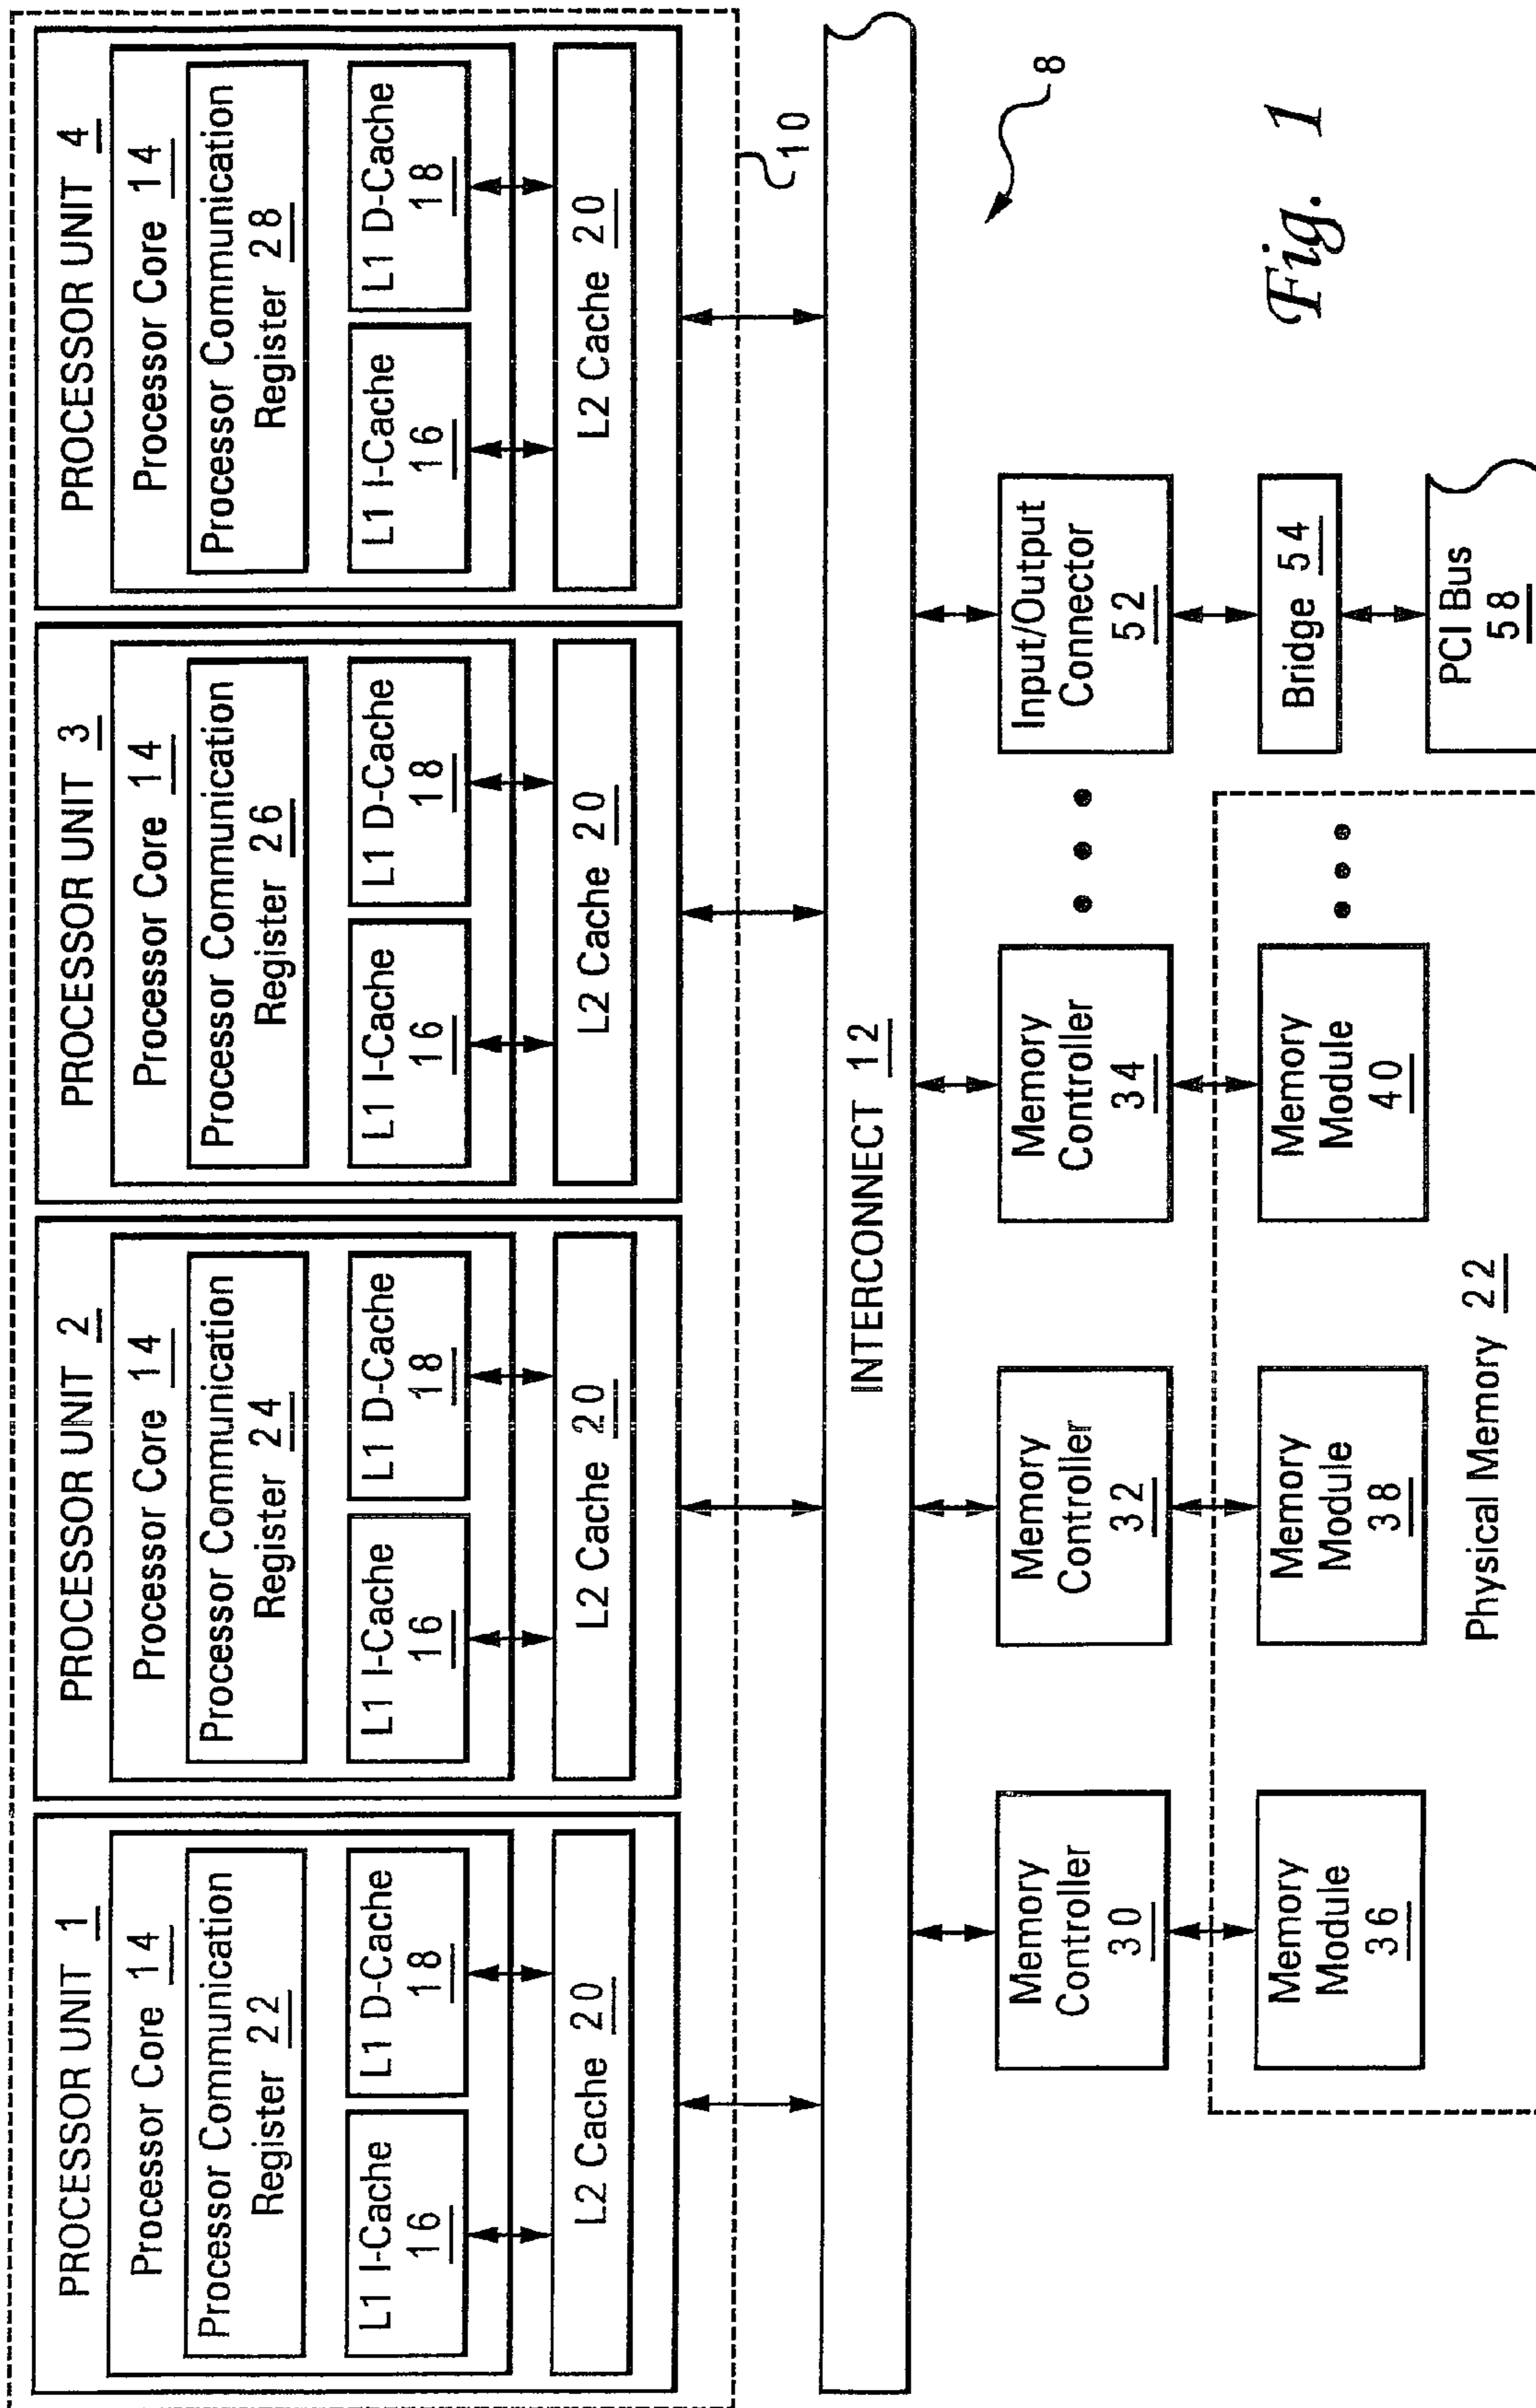 PROCESSOR UNIT 1
Processor Core 14
Processor Communication
Register 22
L1 I-Cache
16
L1 D-Cache
18
L2 Cache 20
PROCESSOR UNIT 2
Processor Core 14
Processor Communication
Register 24
L1 I-Cache
16
L1 D-Cache
18
L2 Cache 20
PROCESSOR UNIT 3
Processor Core 14
Processor Communication
Register 26
L1 I-Cache
16
L1 D-Cache
18
L2 Cache 20
PROCESSOR UNIT 4
Processor Core 14
Processor Communication
Register 28
L1 I-Cache
16
L1 D-Cache
18
L2 Cache 20
10
INTERCONNECT 12
8
Memory
Controller
30
Memory
Controller
32
Memory
Controller
34
Input/Output
Connector
52
Memory
Module
36
Memory
Module
38
Memory
Module
40
Bridge 54
PCI Bus
58
Physical Memory 22
Fig. 1